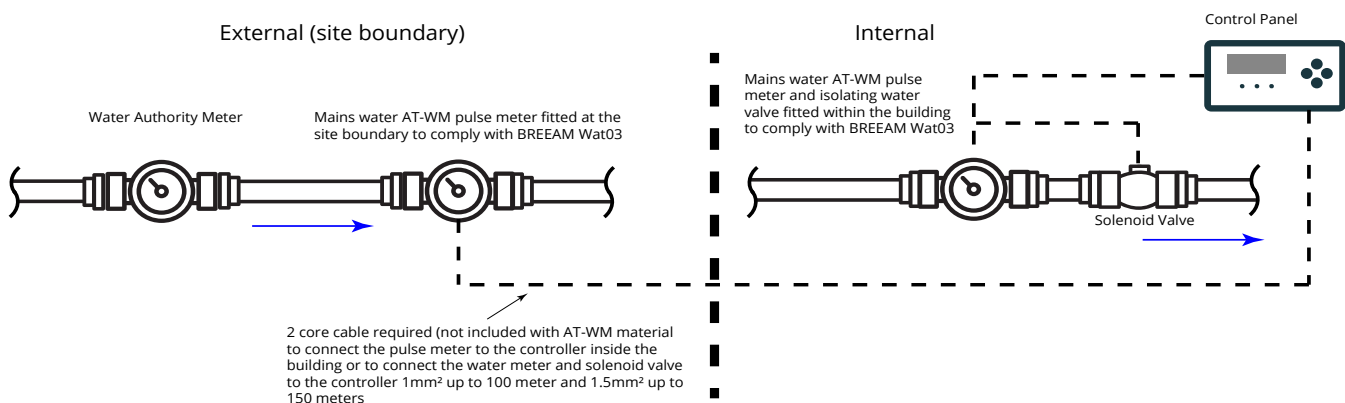 External (site boundary)
Internal
Control Panel
Water Authority Meter
Mains water AT-WM pulse meter fitted at the
site boundary to comply with BREEAM Wat03
Mains water AT-WM pulse
meter and isolating water
valve fitted within the building
to comply with BREEAM Wat03
Solenoid Valve
2 core cable required (not included with AT-WM material
to connect the pulse meter to the controller inside the
building or to connect the water meter and solenoid valve
to the controller 1mm² up to 100 meter and 1.5mm² up to
150 meters